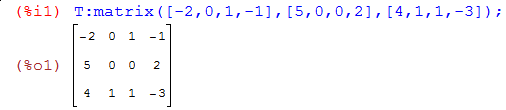 (%i1) T:matrix([-2,0,1,-1],[5,0,0,2],[4,1,1,-3]);
-2 0 1 -1
(%o1) 5 0 0 2
4 1 1 -3